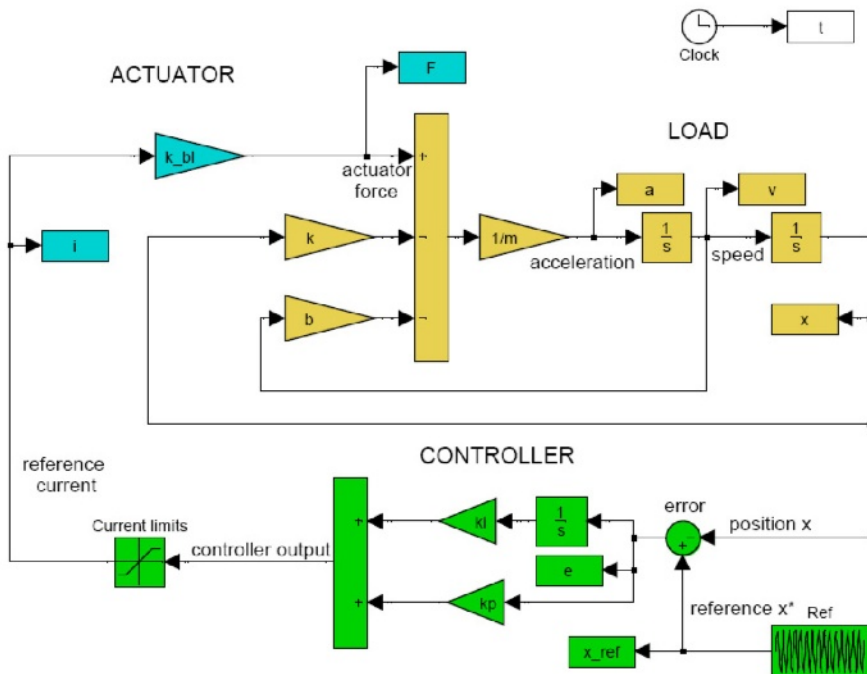 t
Clock
F
ACTUATOR
LOAD
k_bl
+
actuator
force
a
v
i
k
-
1/m
1
s
1
s
acceleration
speed
b
-
x
CONTROLLER
reference
current
error
Current limits
+
kI
1
s
-
position x
+
controller output
e
+
kp
reference x*
Ref
x_ref